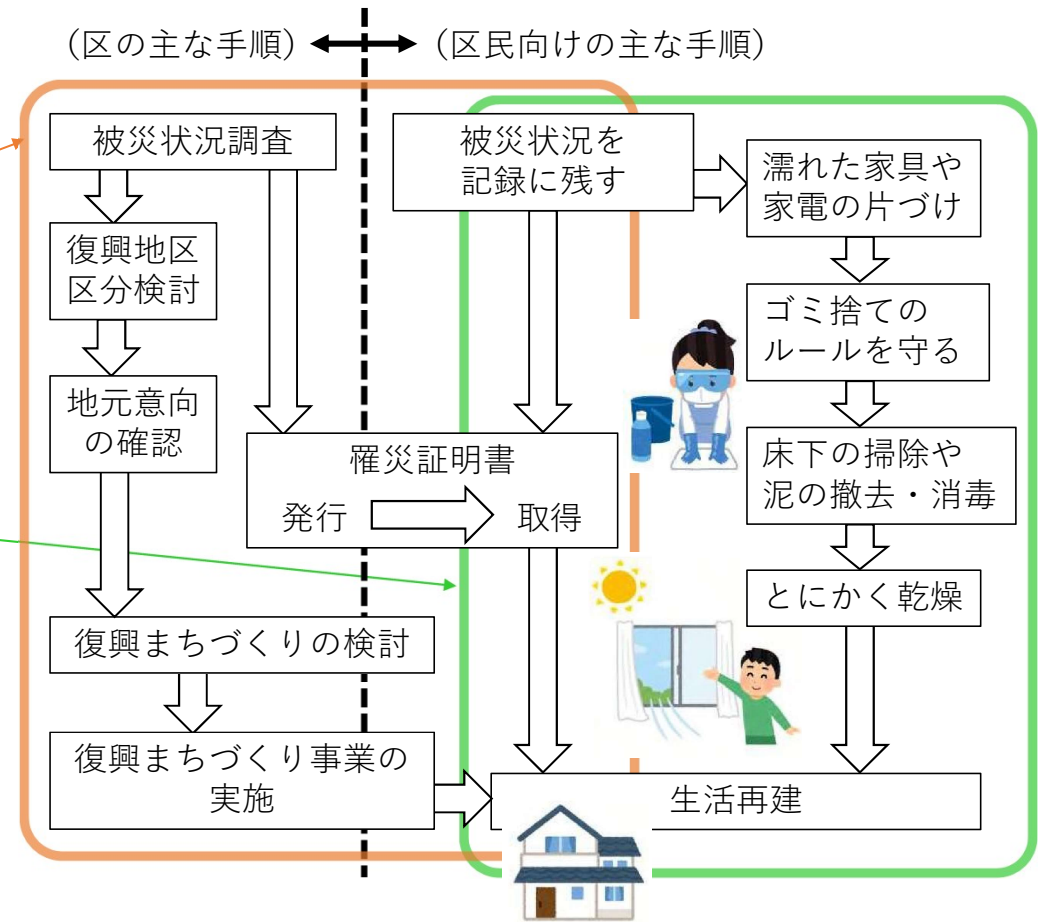 (区の主な手順)
(区民向けの主な手順)
被災状況調査
復興地区
区分検討
地元意向
の確認
被災状況を
記録に残す
濡れた家具や
家電の片づけ
ゴミ捨ての
ルールを守る
床下の掃除や
泥の撤去・消毒
とにかく乾燥
罹災証明書
発行
取得
復興まちづくりの検討
復興まちづくり事業の
実施
生活再建